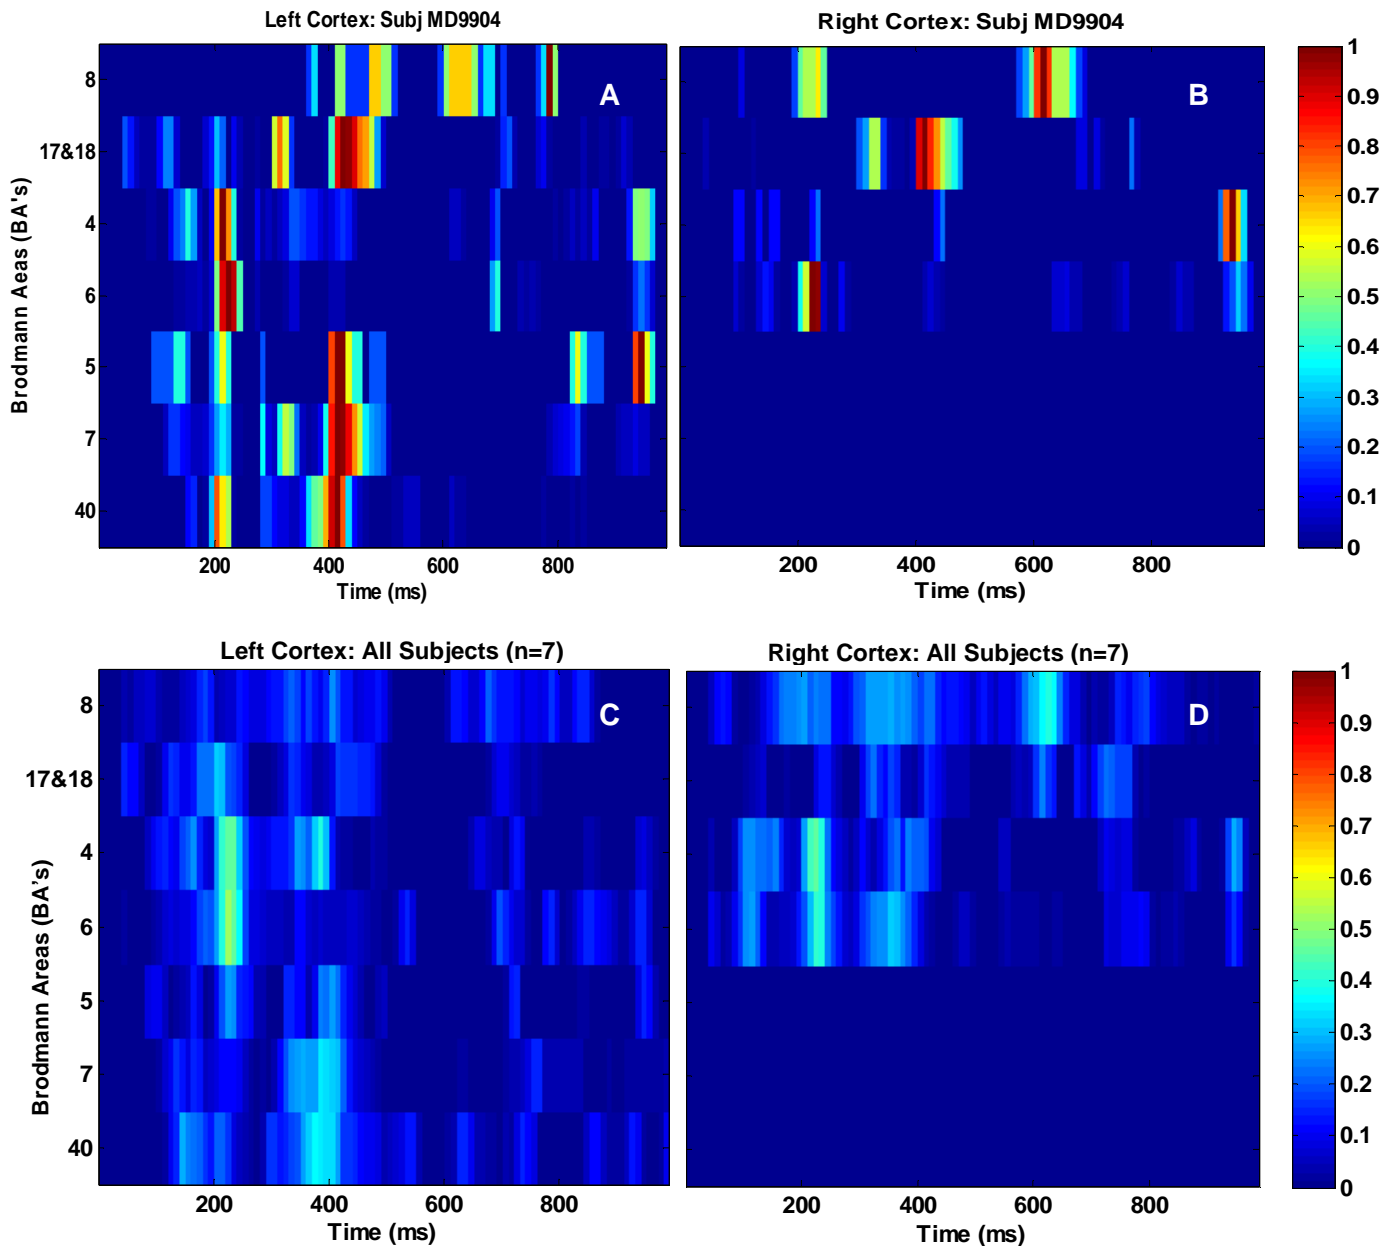 Left Cortex: Subj MD9904
Right Cortex: Subj MD9904
A
B
8
17&18
4
6
5
7
40
Brodmann Aeas (BA's)
200 400 600 800
Time (ms)
200 400 600 800
Time (ms)
1
0.9
0.8
0.7
0.6
0.5
0.4
0.3
0.2
0.1
0
Left Cortex: All Subjects (n=7)
Right Cortex: All Subjects (n=7)
C
D
8
17&18
4
6
5
7
40
Brodmann Areas (BA's)
200 400 600 800
Time (ms)
200 400 600 800
Time (ms)
1
0.9
0.8
0.7
0.6
0.5
0.4
0.3
0.2
0.1
0